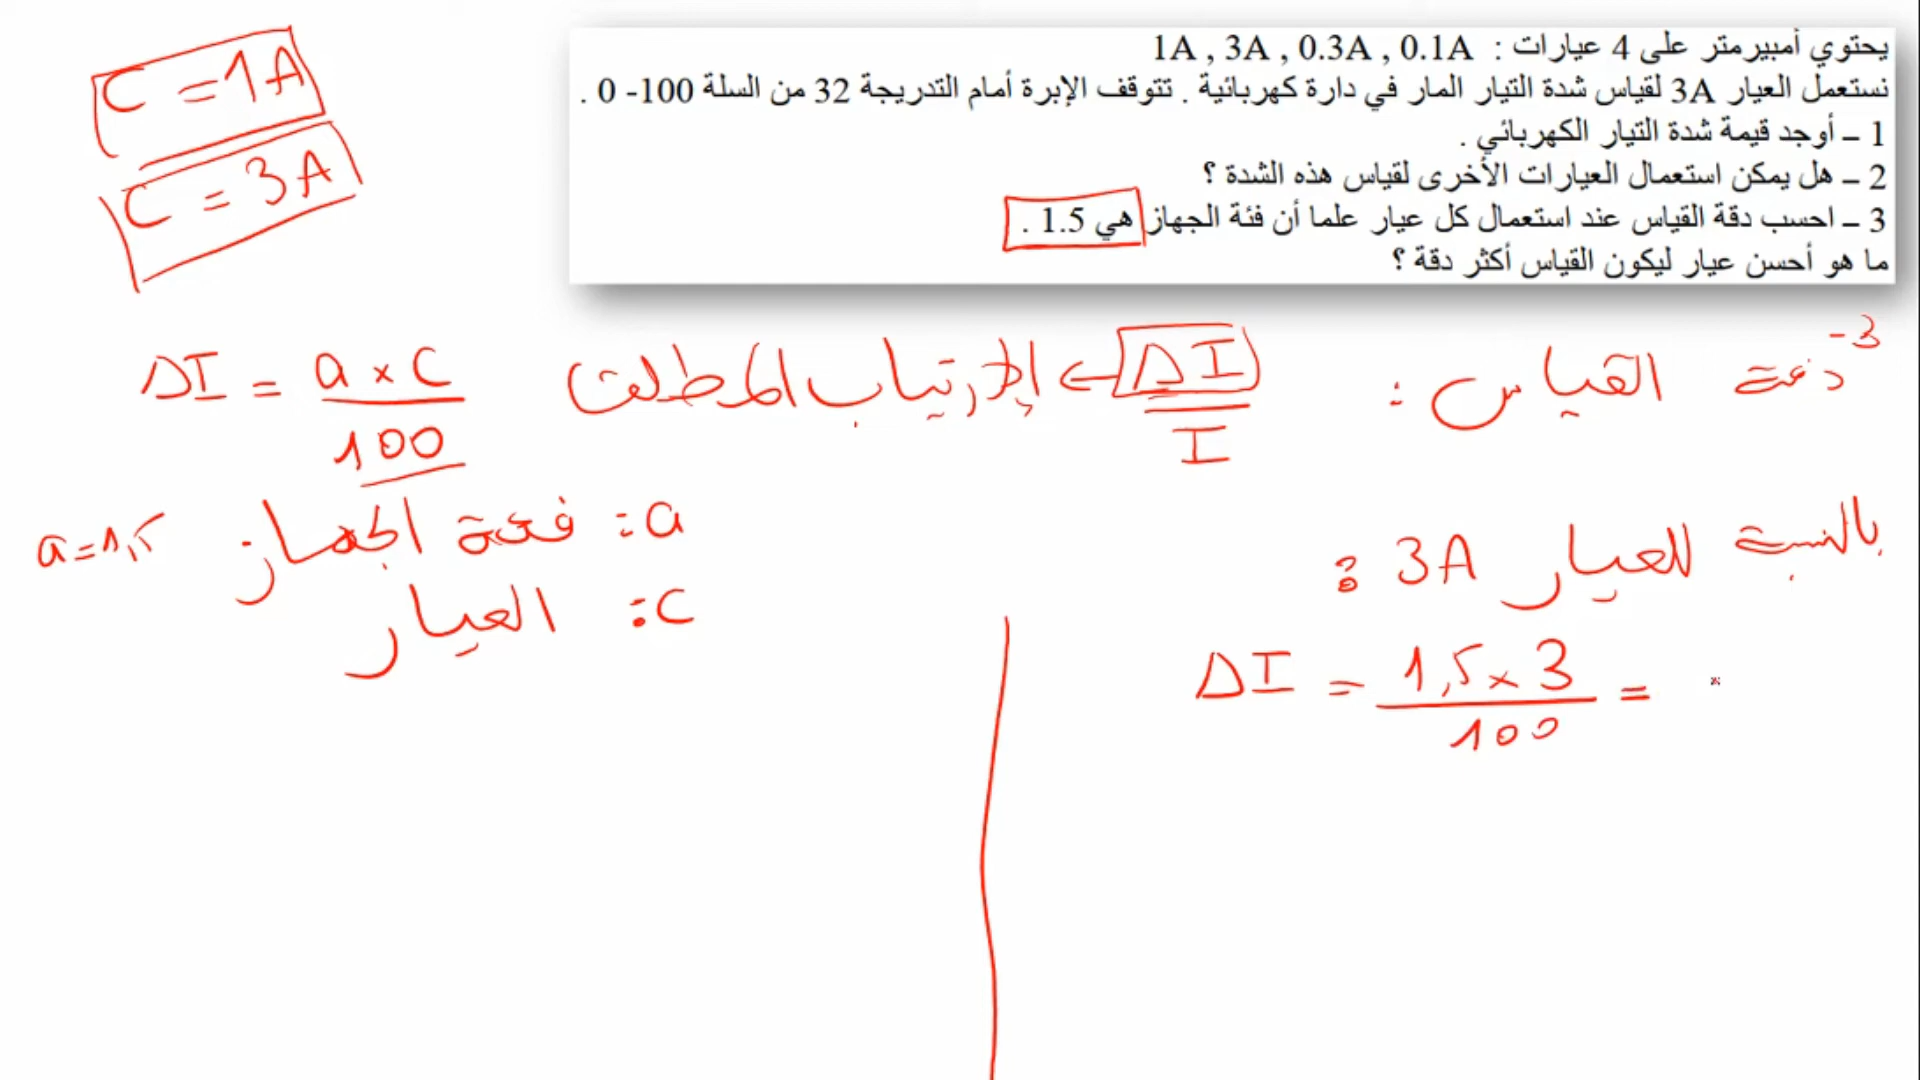 C = 1A
C = 3A
يحتوي أمبيرمتر على 4 عيارات : 1A , 3A , 0.3A , 0.1A
نستعمل العيار 3A لقياس شدة التيار المار في دارة كهربائية . تتوقف الإبرة أمام التدريجة 32 من السلة 100- 0 .
1 ـ أوجد قيمة شدة التيار الكهربائي .
2 ـ هل يمكن استعمال العيارات الأخرى لقياس هذه الشدة ؟
3 ـ احسب دقة القياس عند استعمال كل عيار علما أن فئة الجهاز هي 1.5 .
ما هو أحسن عيار ليكون القياس أكثر دقة ؟
3- دقة القياس : ΔI / I ← الارتياب المطلق ΔI = a × C / 100
a : فئة الجهاز a = 1,5
c : العيار
بالنسبة للعيار 3A :
ΔI = 1,5 × 3 / 100 =